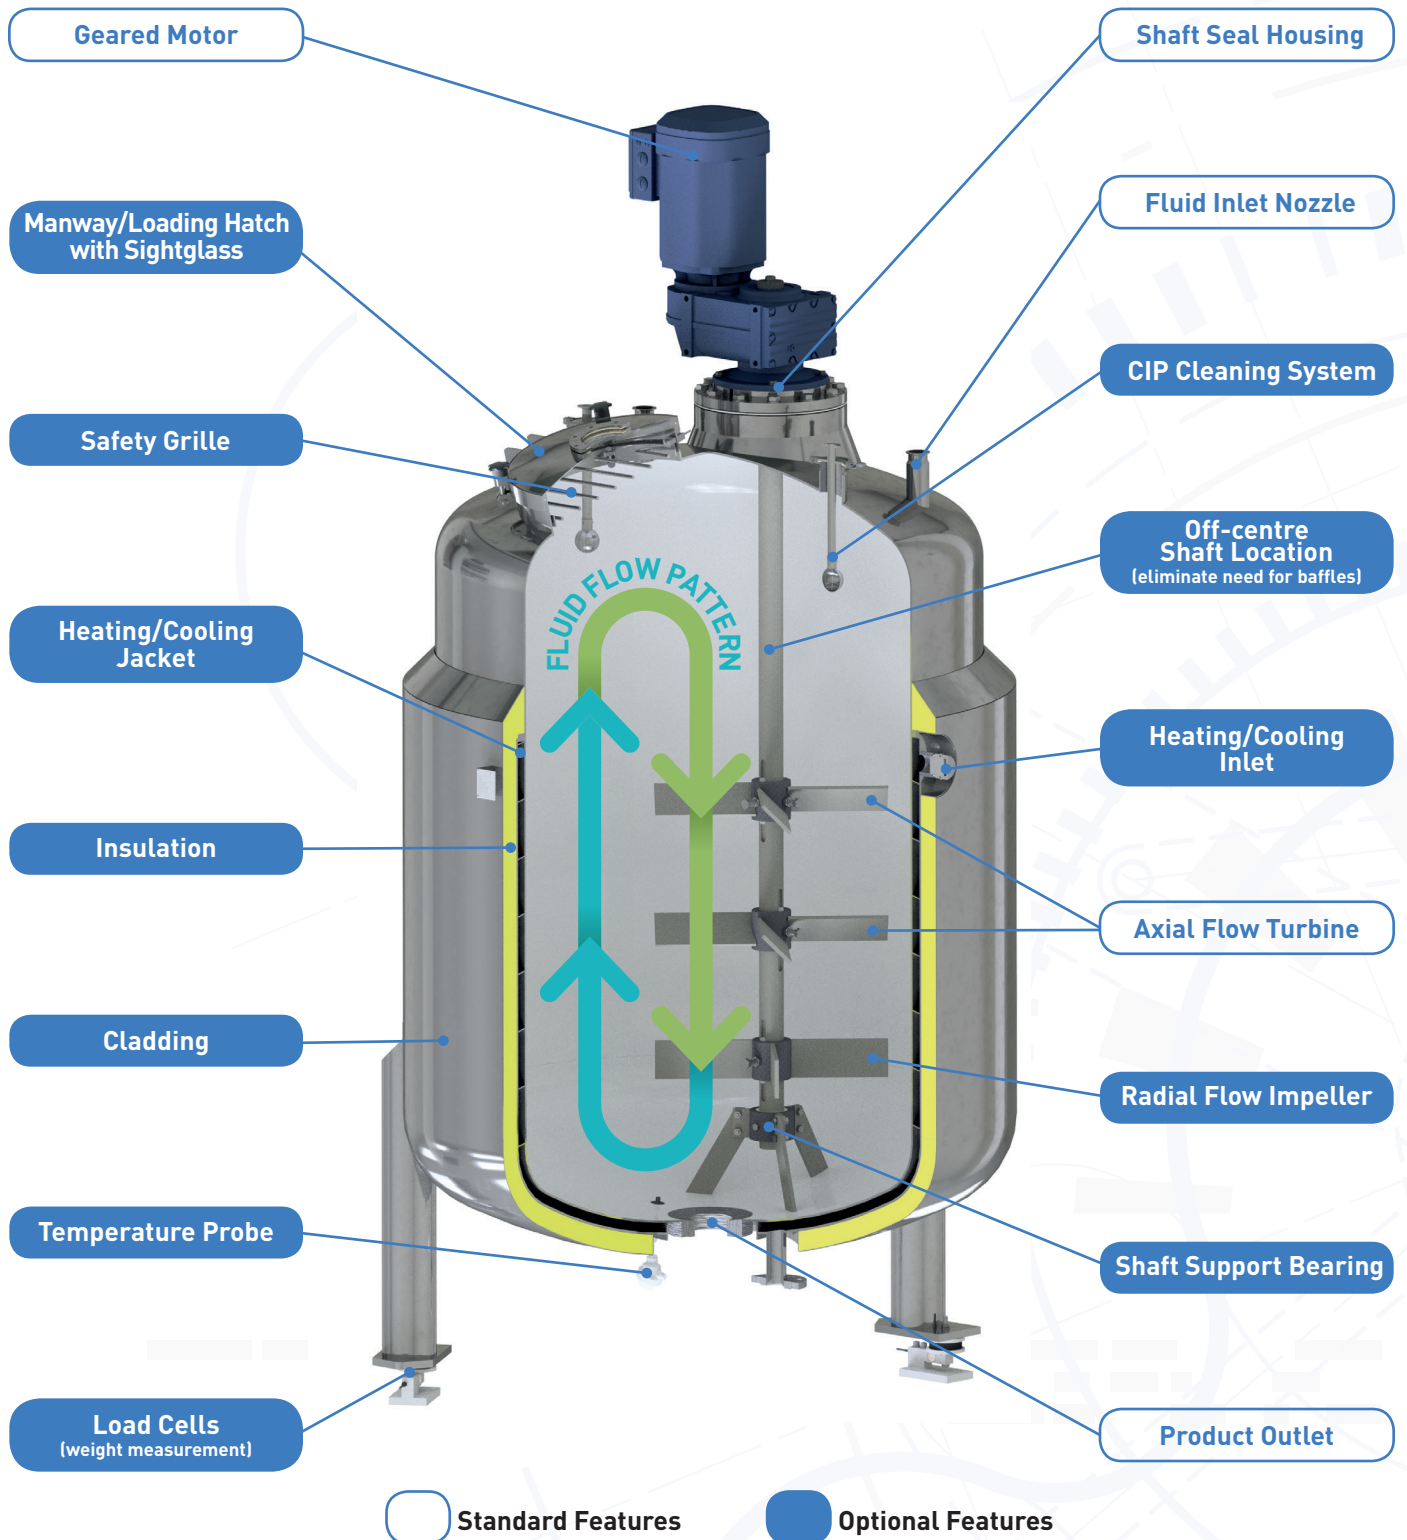 Geared Motor
Manway/Loading Hatch
with Sightglass
Safety Grille
Heating/Cooling
Jacket
Insulation
Cladding
Temperature Probe
Load Cells
(weight measurement)
FLUID FLOW PATTERN
Shaft Seal Housing
Fluid Inlet Nozzle
CIP Cleaning System
Off-centre
Shaft Location
(eliminate need for baffles)
Heating/Cooling
Inlet
Axial Flow Turbine
Radial Flow Impeller
Shaft Support Bearing
Product Outlet
Standard Features
Optional Features